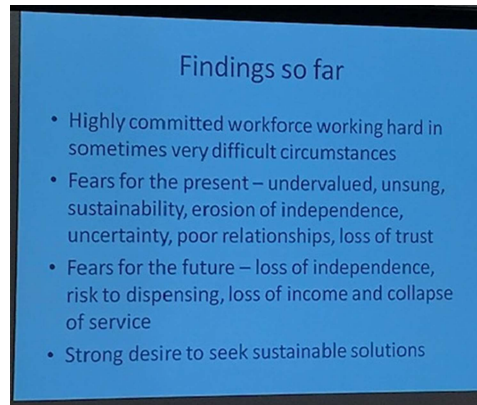 Findings so far
• Highly committed workforce working hard in
sometimes very difficult circumstances
• Fears for the present – undervalued, unsung,
sustainability, erosion of independence,
uncertainty, poor relationships, loss of trust
• Fears for the future – loss of independence,
risk to dispensing, loss of income and collapse
of service
• Strong desire to seek sustainable solutions